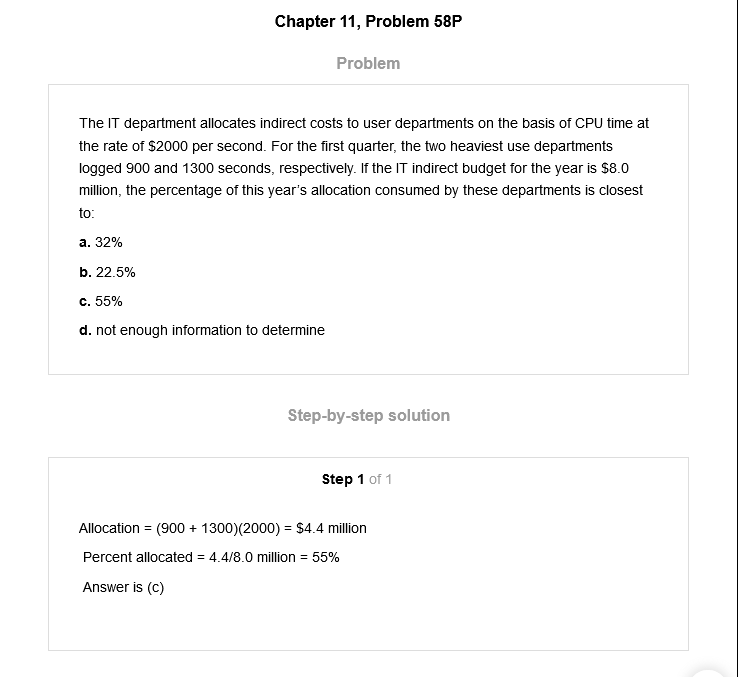 Chapter 11, Problem 58P
Problem
The IT department allocates indirect costs to user departments on the basis of CPU time at
the rate of $2000 per second. For the first quarter, the two heaviest use departments
logged 900 and 1300 seconds, respectively. If the IT indirect budget for the year is $8.0
million, the percentage of this year's allocation consumed by these departments is closest
to:
a. 32%
b. 22.5%
c. 55%
d. not enough information to determine
Step-by-step solution
Step 1 of 1
Allocation = (900 + 1300)(2000) = $4.4 million
Percent allocated = 4.4/8.0 million = 55%
Answer is (c)